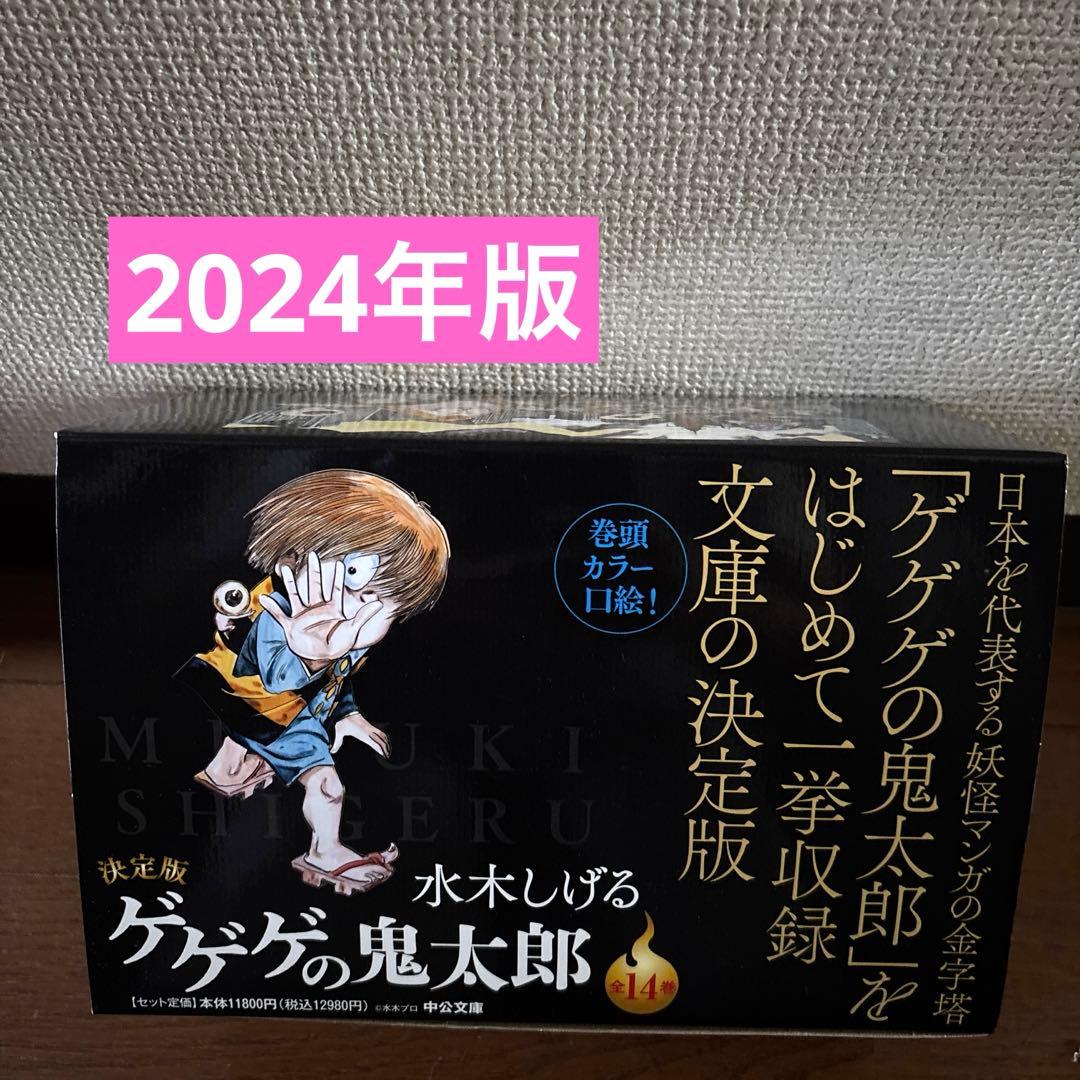 2024年版
日本を代表する妖怪マンガの金字塔
「ゲゲゲの鬼太郎」を
はじめて一挙収録
文庫の決定版
巻頭
カラー
口絵！
MIZUKI
SHIGERU
水木しげる
決定版
ゲゲゲの鬼太郎
全14巻
【セット定価】本体11800円（税込12980円） ©水木プロ 中公文庫